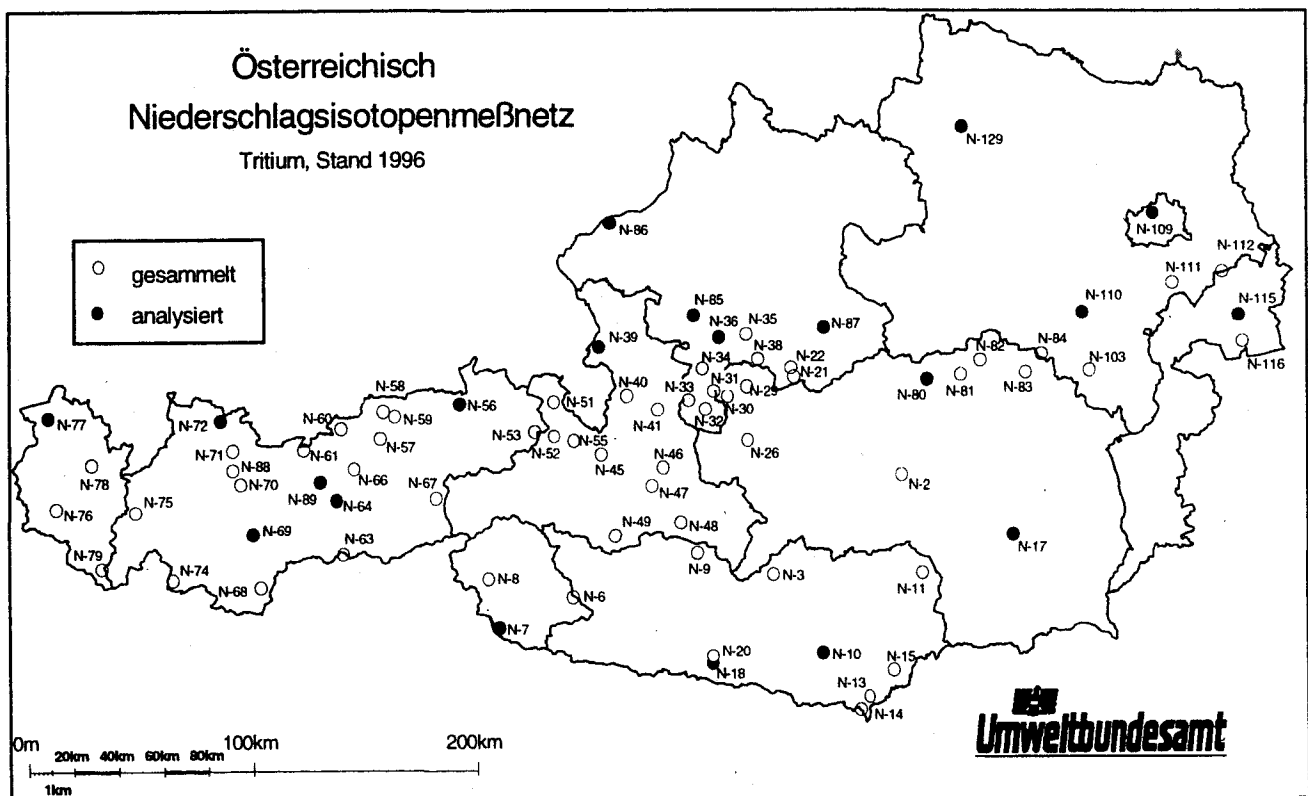 Österreichisch
Niederschlagsisotopenmeßnetz
Tritium, Stand 1996
gesammelt
analysiert
N-129
N-86
N-109
N-112
N-111
N-85
N-36
N-35
N-87
N-110
N-115
N-39
N-38
N-34
N-22
N-21
N-82
N-84
N-103
N-116
N-58
N-60
N-59
N-56
N-51
N-40
N-33
N-31
N-29
N-30
N-80
N-81
N-83
N-77
N-72
N-57
N-53
N-52
N-55
N-41
N-32
N-26
N-71
N-88
N-61
N-45
N-46
N-78
N-70
N-89
N-66
N-67
N-47
N-2
N-76
N-75
N-64
N-69
N-63
N-49
N-48
N-17
N-79
N-74
N-68
N-8
N-6
N-9
N-3
N-11
N-7
N-20
N-18
N-10
N-15
N-13
N-14
Umweltbundesamt
0m
100km
200km
20km
40km
60km
80km
1km